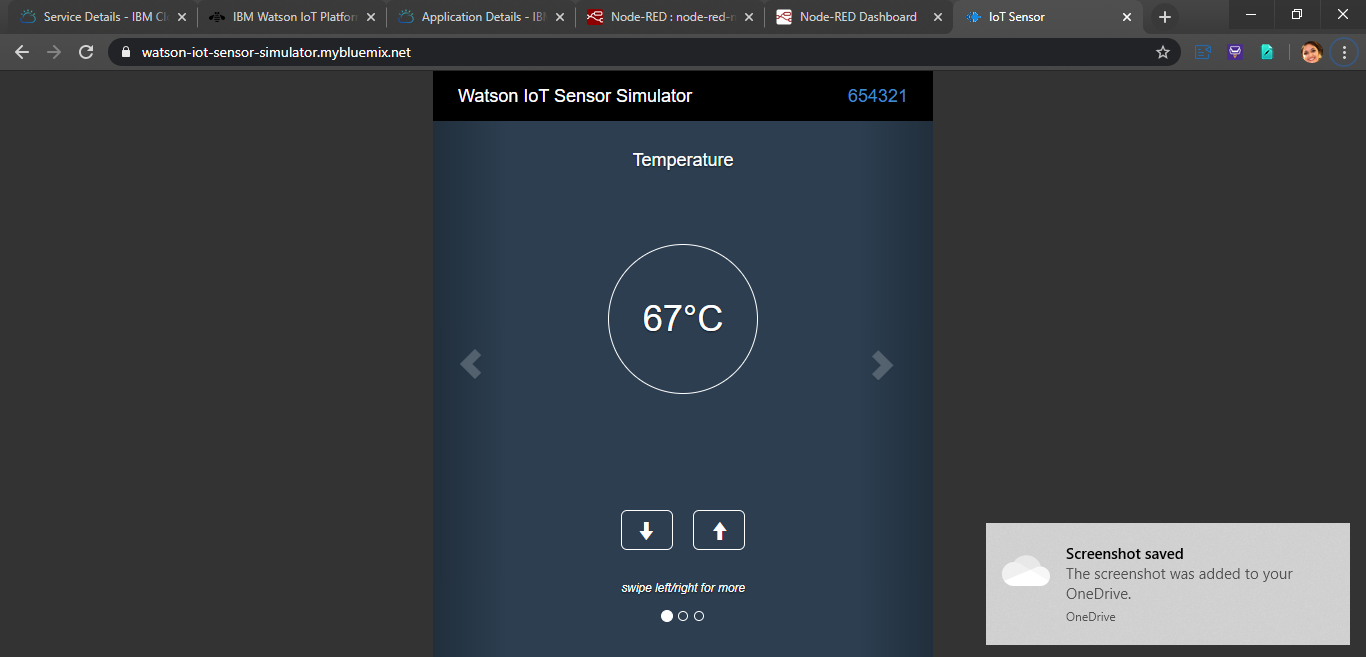 Service Details - IBM Cl
IBM Watson IoT Platfor
Application Details - IB
Node-RED : node-red-
Node-RED Dashboard
IoT Sensor
watson-iot-sensor-simulator.mybluemix.net
Watson IoT Sensor Simulator
654321
Temperature
67°C
swipe left/right for more
Screenshot saved
The screenshot was added to your
OneDrive.
OneDrive